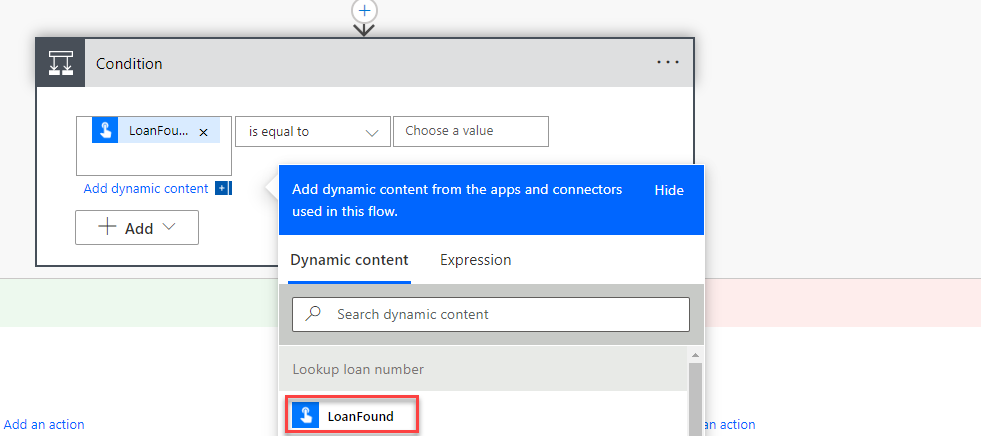 Condition
LoanFou... x
is equal to
Choose a value
Add dynamic content
Add
Add dynamic content from the apps and connectors
used in this flow.
Hide
Dynamic content
Expression
Search dynamic content
Lookup loan number
LoanFound
Add an action
an action